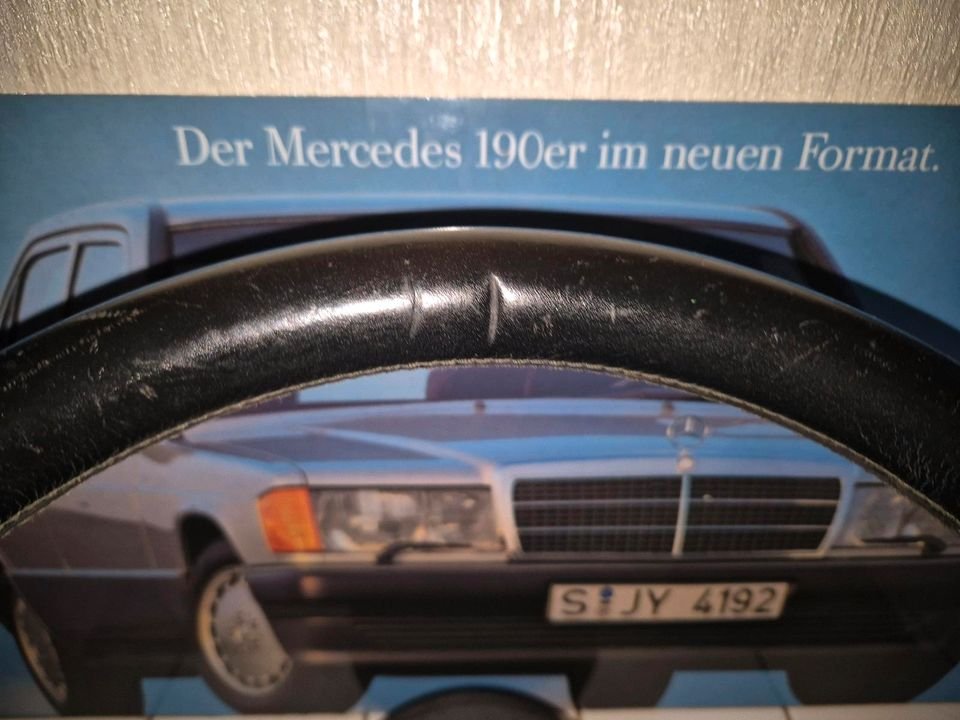 Der Mercedes 190er im neuen Format.
S JY 4192